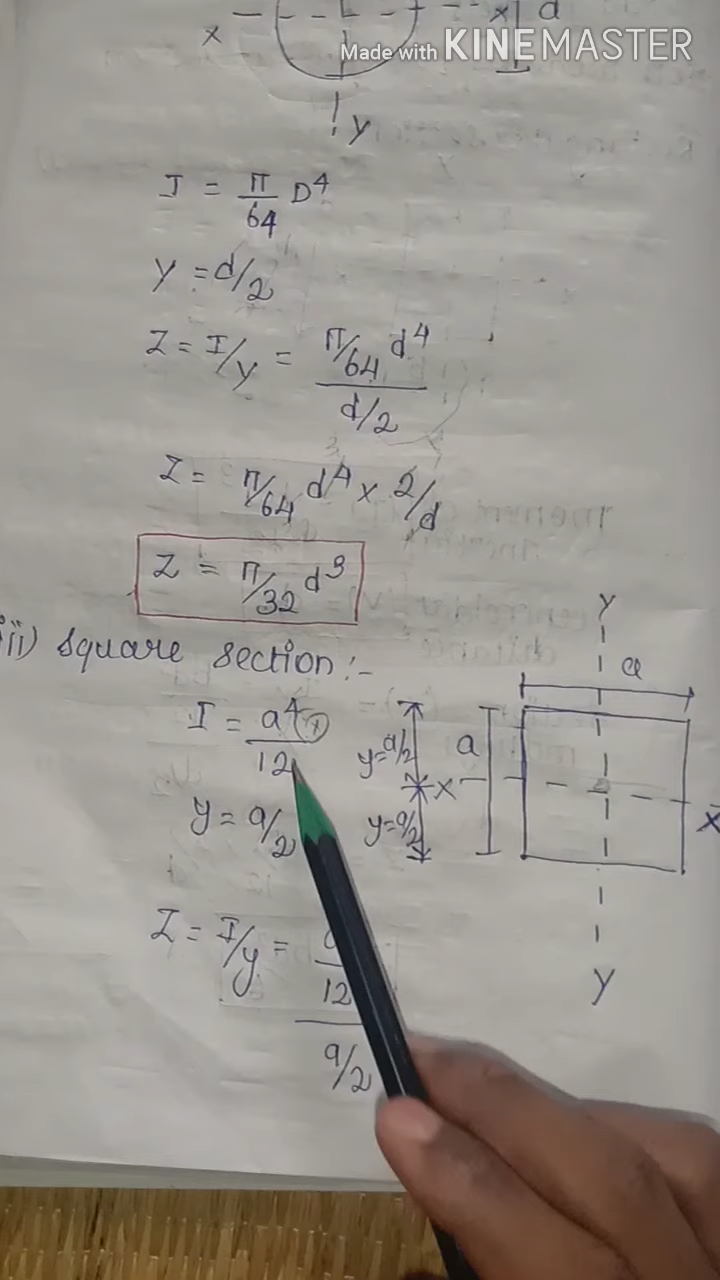 x x d
Made with KINEMASTER
y
I = π/64 D⁴
y = d/2
Z = I/y = π/64 d⁴ / d/2
Z = π/64 d⁴ x 2/d
Z = π/32 d³
iii) square section :-
I = a⁴/12
y = a/2
Z = I/y = /12 / a/2
Y
a
y=a/2 a
x x
y=a/2
y